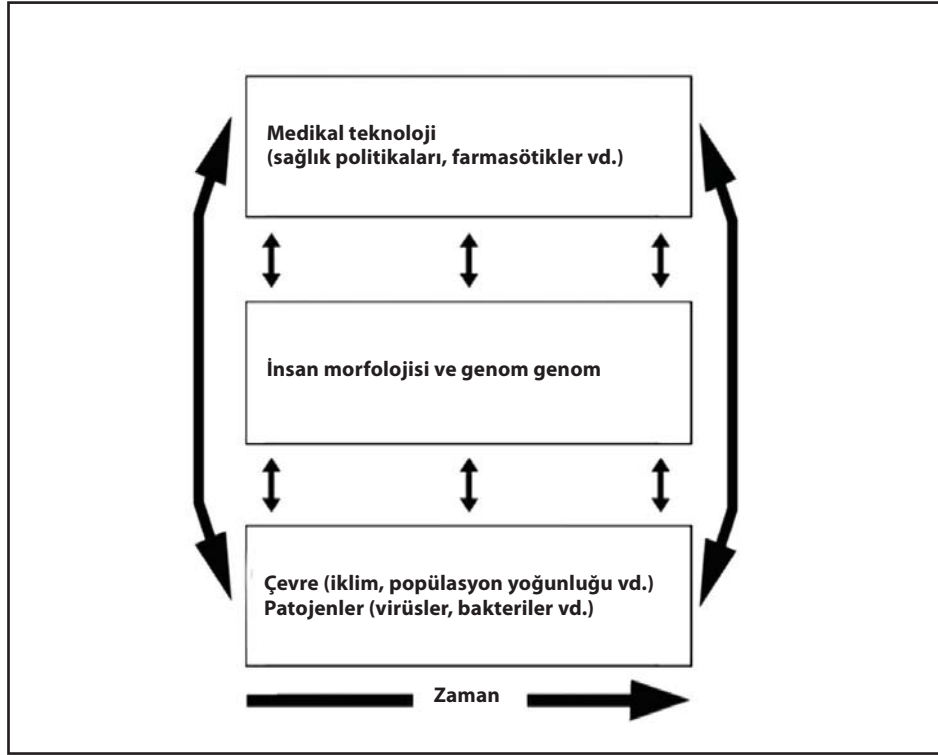 Medikal teknoloji
(sağlık politikaları, farmasötikler vd.)
İnsan morfolojisi ve genom genom
Çevre (iklim, popülasyon yoğunluğu vd.)
Patojenler (virüsler, bakteriler vd.)
Zaman